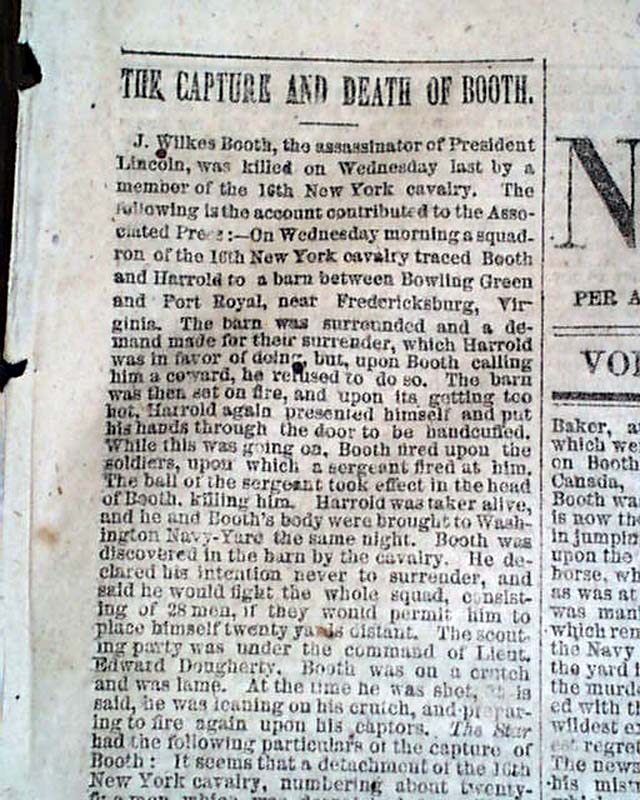 THE CAPTURE AND DEATH OF BOOTH.
J. Wilkes Booth, the assassinator of President
Lincoln, was killed on Wednesday last by a
member of the 16th New York cavalry. The
following is the account contributed to the Asso-
ciated Press:—On Wednesday morning a squad-
ron of the 16th New York cavalry traced Booth
and Harrold to a barn between Bowling Green
and Port Royal, near Fredericksburg, Vir-
ginia. The barn was surrounded and a de-
mand made for their surrender, which Harrold
was in favor of doing, but, upon Booth calling
him a coward, he refused to do so. The barn
was then set on fire, and upon its getting too
hot, Harrold again presented himself and put
his hands through the door to be handcuffed.
While this was going on, Booth fired upon the
soldiers, upon which a sergeant fired at him.
The ball of the sergeant took effect in the head
of Booth, killing him. Harrold was taken alive,
and he and Booth's body were brought to Wash-
ington Navy-Yard the same night. Booth was
discovered in the barn by the cavalry. He de-
clared his intention never to surrender, and
said he would fight the whole squad, consist-
ing of 28 men, if they would permit him to
place himself twenty yards distant. The scout-
ing party was under the command of Lieut.
Edward Dougherty. Booth was on a crutch
and was lame. At the time he was shot, it is
said, he was leaning on his crutch, and prepar-
ing to fire again upon his captors. The Star
had the following particulars of the capture of
Booth: It seems that a detachment of the 16th
New York cavalry, numbering about twenty-
N
PER A
VOL
Baker, a
which we
on Booth
Canada,
Booth wa
is now th
in jumpin
upon the
horse, wh
as was at
was man
which ren
the Navy
the yard
the murd
ed with t
wildest e
regret
The news
his mis